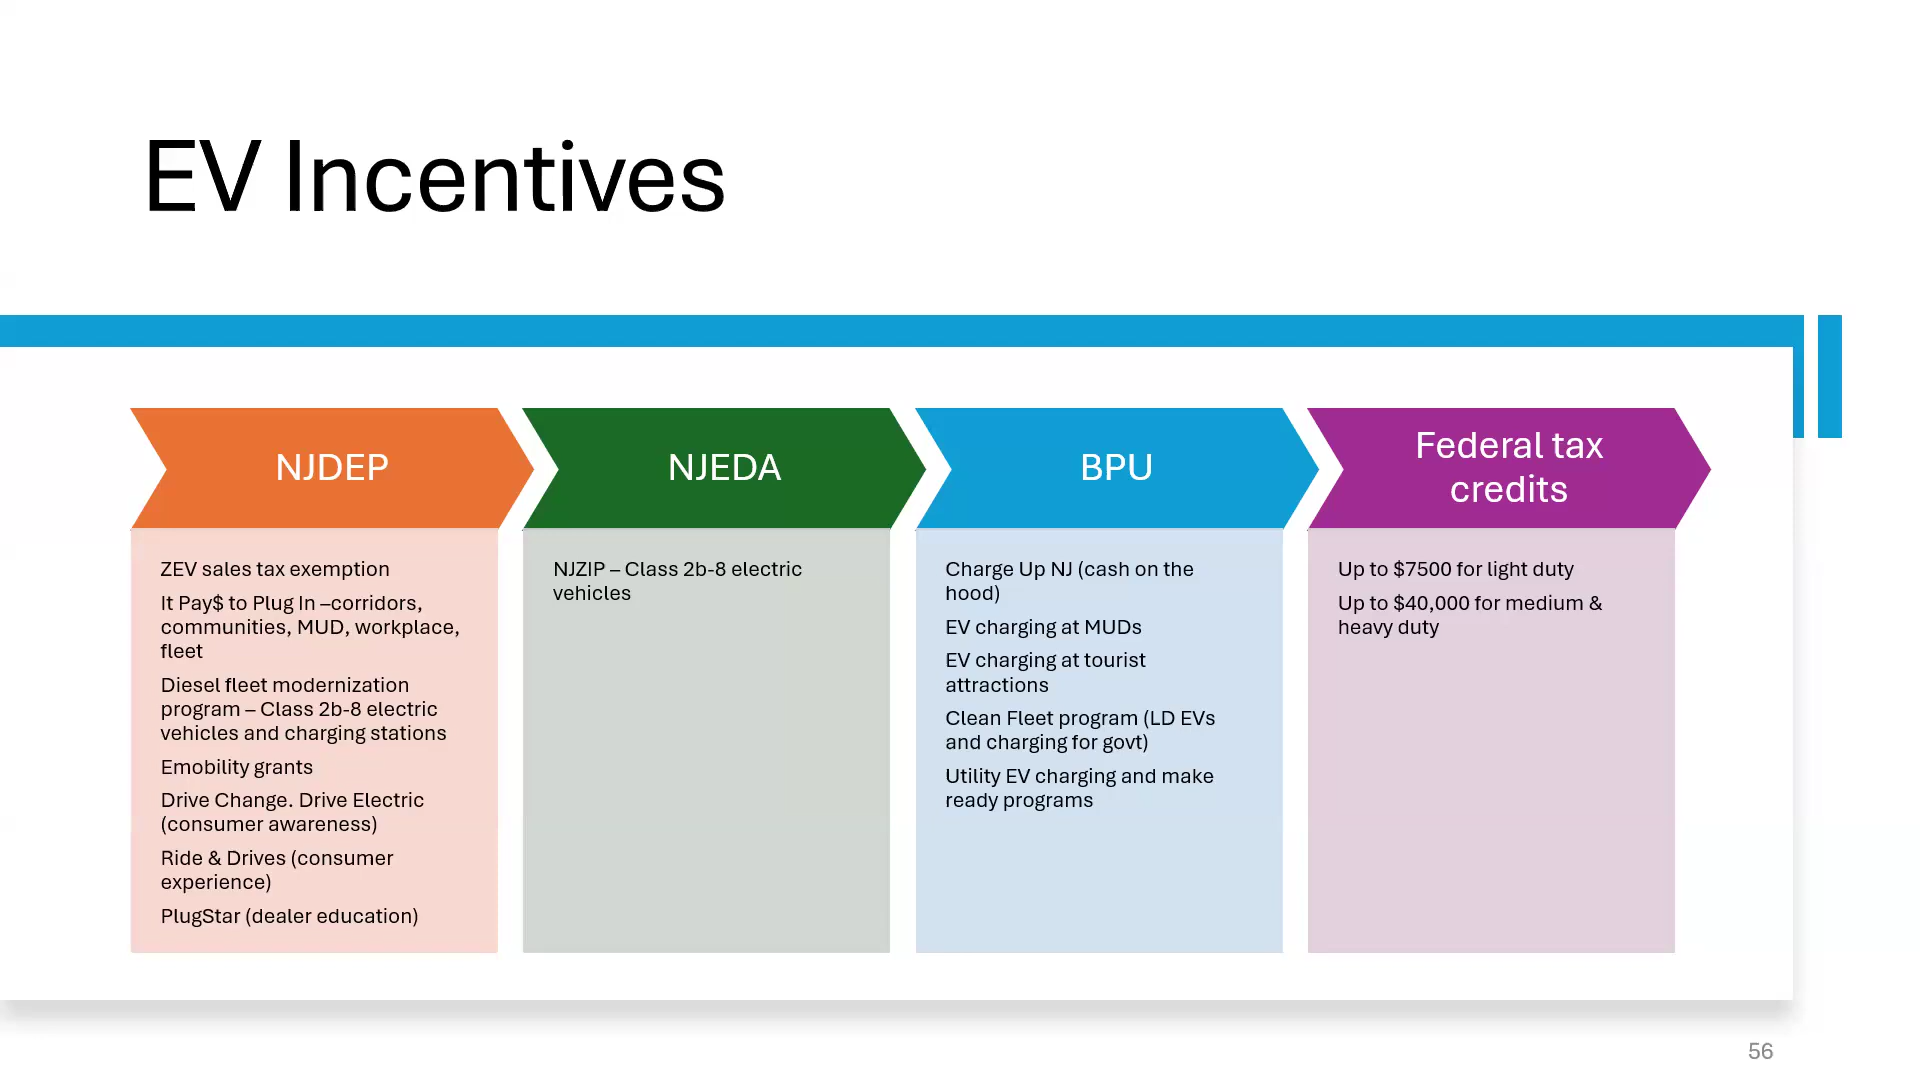 EV Incentives
NJDEP
ZEV sales tax exemption
It Pay$ to Plug In –corridors,
communities, MUD, workplace,
fleet
Diesel fleet modernization
program – Class 2b-8 electric
vehicles and charging stations
Emobility grants
Drive Change. Drive Electric
(consumer awareness)
Ride & Drives (consumer
experience)
PlugStar (dealer education)
NJEDA
NJZIP – Class 2b-8 electric
vehicles
BPU
Charge Up NJ (cash on the
hood)
EV charging at MUDs
EV charging at tourist
attractions
Clean Fleet program (LD EVs
and charging for govt)
Utility EV charging and make
ready programs
Federal tax
credits
Up to $7500 for light duty
Up to $40,000 for medium &
heavy duty
56